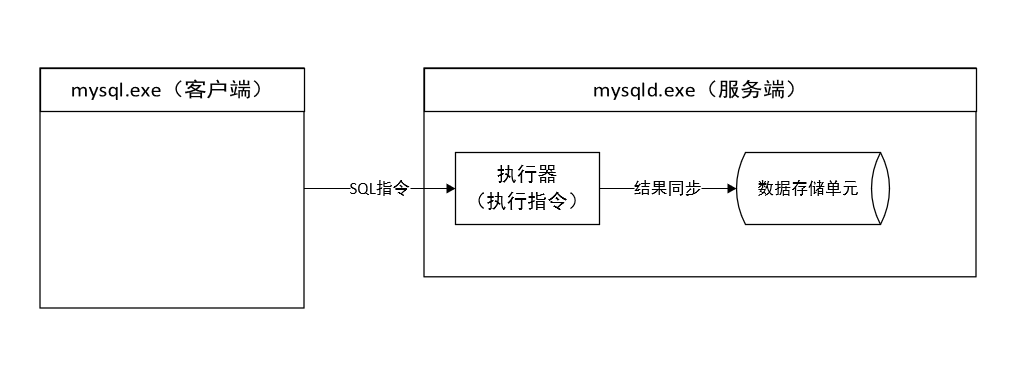 mysql.exe（客户端）
mysqld.exe（服务端）
SQL指令
执行器
（执行指令）
结果同步
数据存储单元